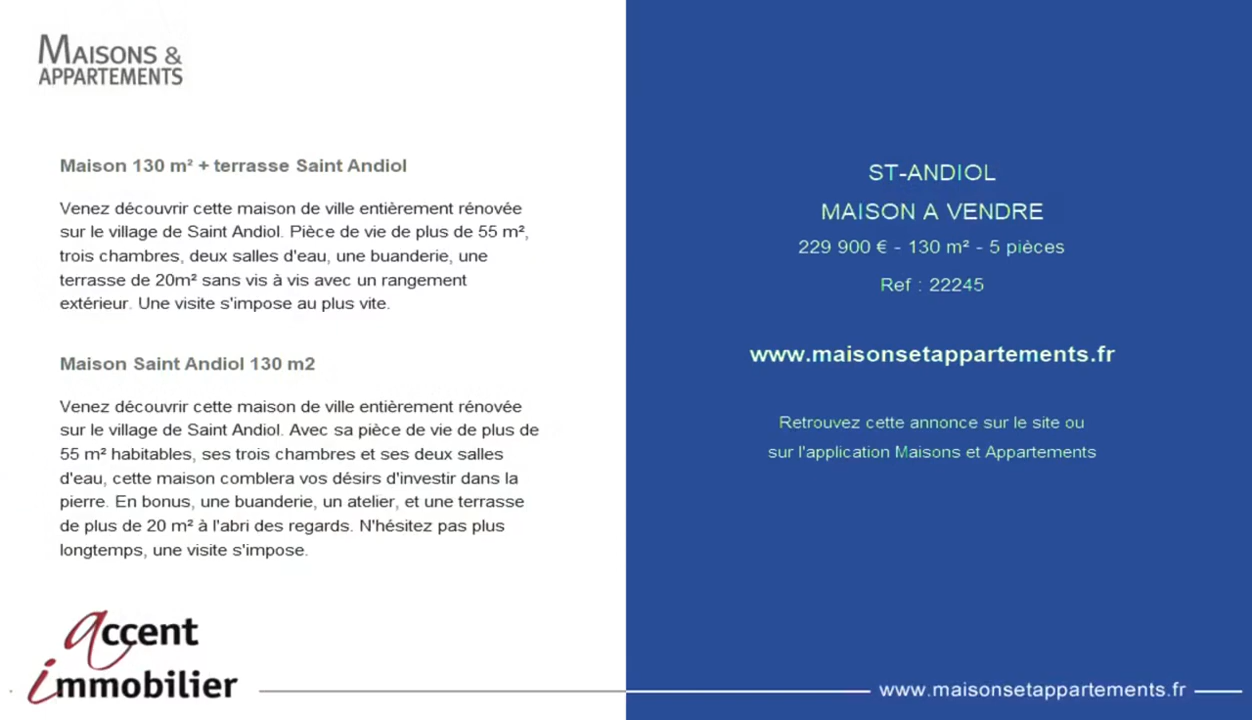 MAISONS &
APPARTEMENTS
Maison 130 m² + terrasse Saint Andiol
Venez découvrir cette maison de ville entièrement rénovée
sur le village de Saint Andiol. Pièce de vie de plus de 55 m²,
trois chambres, deux salles d'eau, une buanderie, une
terrasse de 20m² sans vis à vis avec un rangement
extérieur. Une visite s'impose au plus vite.
Maison Saint Andiol 130 m2
Venez découvrir cette maison de ville entièrement rénovée
sur le village de Saint Andiol. Avec sa pièce de vie de plus de
55 m² habitables, ses trois chambres et ses deux salles
d'eau, cette maison comblera vos désirs d'investir dans la
pierre. En bonus, une buanderie, un atelier, et une terrasse
de plus de 20 m² à l'abri des regards. N'hésitez pas plus
longtemps, une visite s'impose.
accent
immobilier
ST-ANDIOL
MAISON A VENDRE
229 900 € - 130 m² - 5 pièces
Ref : 22245
www.maisonsetappartements.fr
Retrouvez cette annonce sur le site ou
sur l'application Maisons et Appartements
www.maisonsetappartements.fr